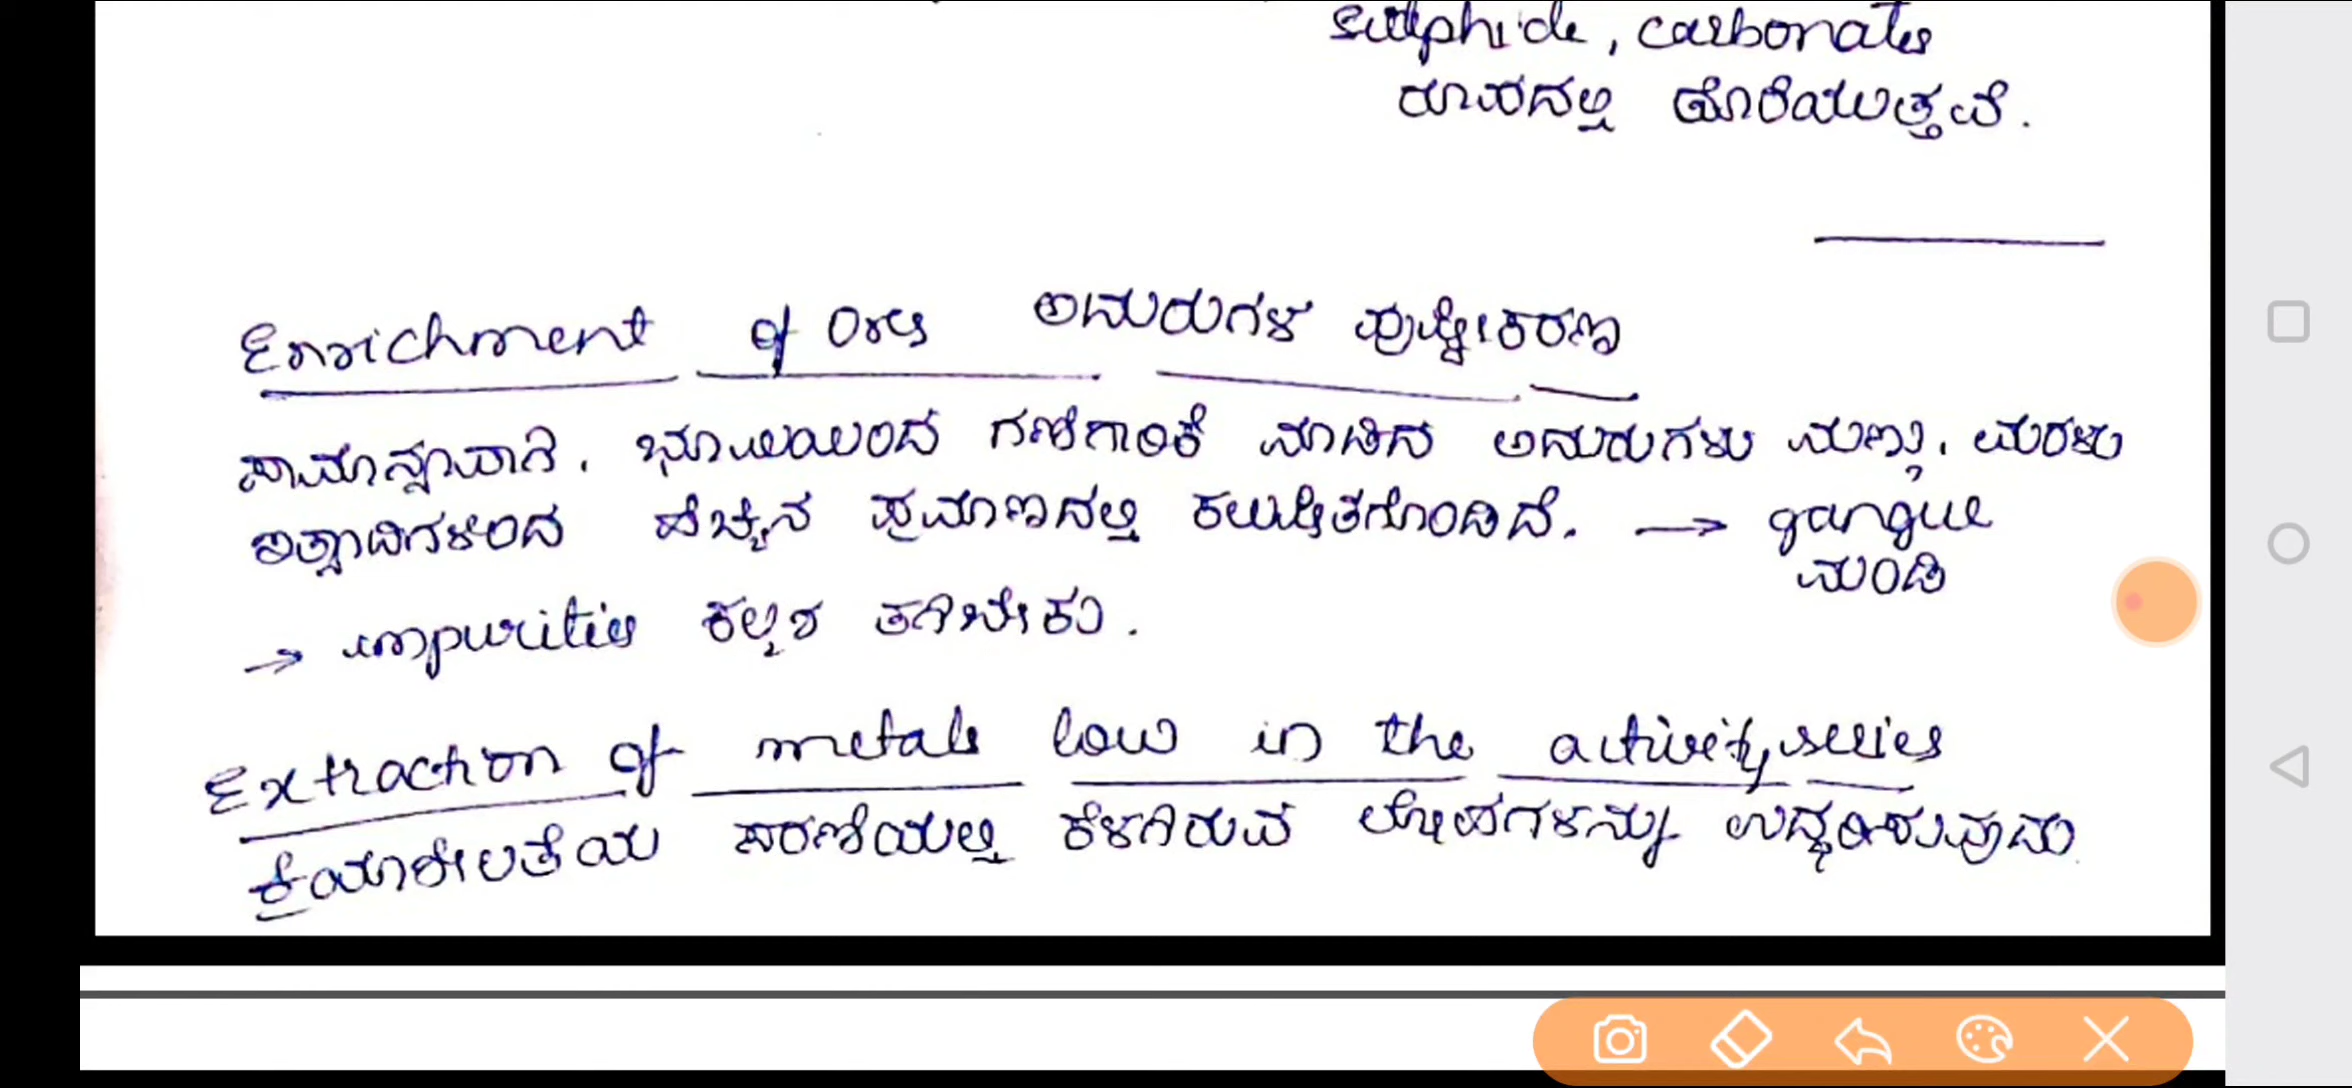 sulphide, carbonates
ರೂಪದಲ್ಲಿ ದೊರೆಯುತ್ತವೆ.
Enrichment of Ores ಅದುರುಗಳ ಪುಷ್ಟೀಕರಣ
ಸಾಮಾನ್ಯವಾಗಿ, ಭೂಮಿಯಿಂದ ಗಣಿಗಾರಿಕೆ ಮಾಡಿದ ಅದುರುಗಳು ಮಣ್ಣು, ಮರಳು
ಇತ್ಯಾದಿಗಳಿಂದ ಹೆಚ್ಚಿನ ಪ್ರಮಾಣದಲ್ಲಿ ಕಲುಷಿತಗೊಂಡಿದೆ. → gangue
ಮಂಡಿ
→ impurities ಕಲ್ಮಶ ತೆಗಿಬೇಕು.
Extraction of metals low in the activity series
ಕ್ರಿಯಾಶೀಲತೆಯ ಸರಣಿಯಲ್ಲಿ ಕೆಳಗಿರುವ ಲೋಹಗಳನ್ನು ಉದ್ಧರಿಸುವುದು